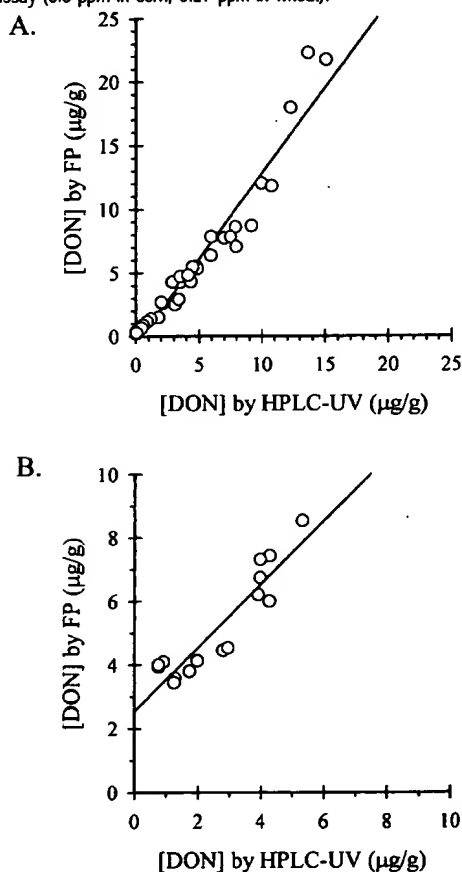 assay (0.8 ppm in corn, 0.27 ppm in wheat).
A.
25
20
15
10
5
0
[DON] by FP (µg/g)
0 5 10 15 20 25
[DON] by HPLC-UV (µg/g)
B.
10
8
6
4
2
0
[DON] by FP (µg/g)
0 2 4 6 8 10
[DON] by HPLC-UV (µg/g)